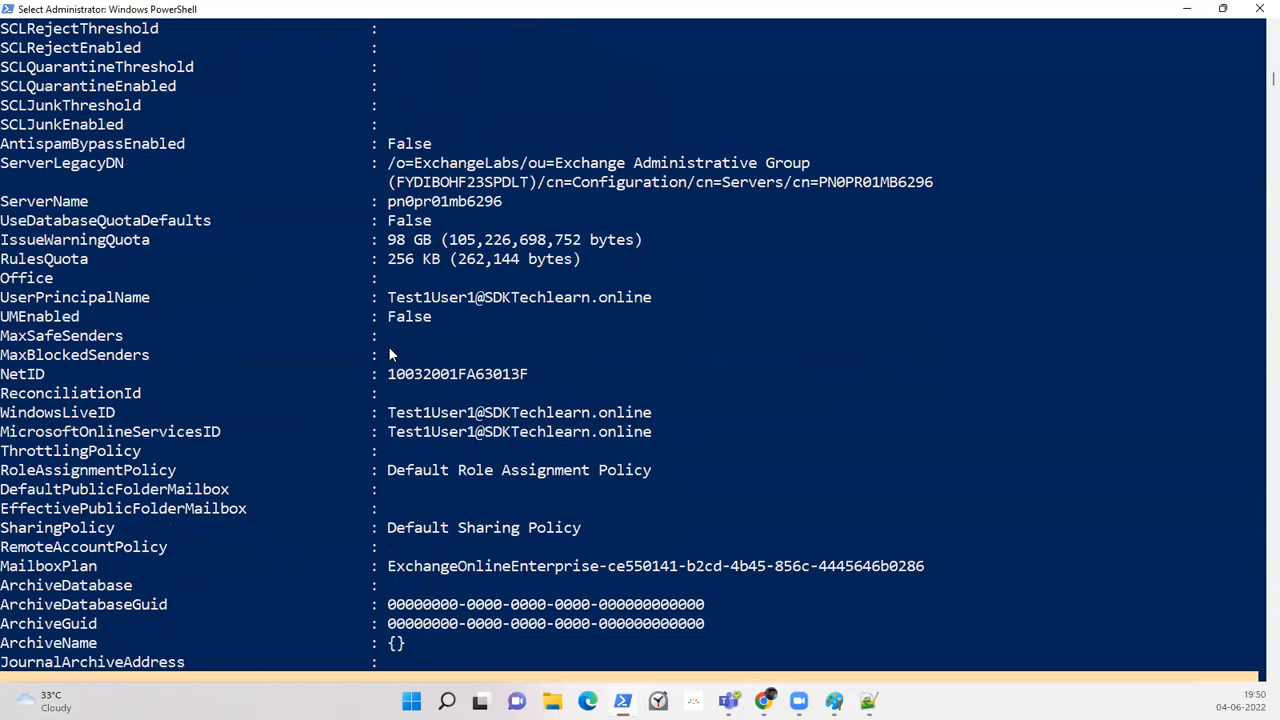 Select Administrator: Windows PowerShell
SCLRejectThreshold :
SCLRejectEnabled :
SCLQuarantineThreshold :
SCLQuarantineEnabled :
SCLJunkThreshold :
SCLJunkEnabled :
AntispamBypassEnabled : False
ServerLegacyDN : /o=ExchangeLabs/ou=Exchange Administrative Group
(FYDIBOHF23SPDLT)/cn=Configuration/cn=Servers/cn=PN0PR01MB6296
ServerName : pn0pr01mb6296
UseDatabaseQuotaDefaults : False
IssueWarningQuota : 98 GB (105,226,698,752 bytes)
RulesQuota : 256 KB (262,144 bytes)
Office :
UserPrincipalName : Test1User1@SDKTechlearn.online
UMEnabled : False
MaxSafeSenders :
MaxBlockedSenders :
NetID : 10032001FA63013F
ReconciliationId :
WindowsLiveID : Test1User1@SDKTechlearn.online
MicrosoftOnlineServicesID : Test1User1@SDKTechlearn.online
ThrottlingPolicy :
RoleAssignmentPolicy : Default Role Assignment Policy
DefaultPublicFolderMailbox :
EffectivePublicFolderMailbox :
SharingPolicy : Default Sharing Policy
RemoteAccountPolicy :
MailboxPlan : ExchangeOnlineEnterprise-ce550141-b2cd-4b45-856c-4445646b0286
ArchiveDatabase :
ArchiveDatabaseGuid : 00000000-0000-0000-0000-000000000000
ArchiveGuid : 00000000-0000-0000-0000-000000000000
ArchiveName : {}
JournalArchiveAddress :
33°C
Cloudy
19:50
04-06-2022